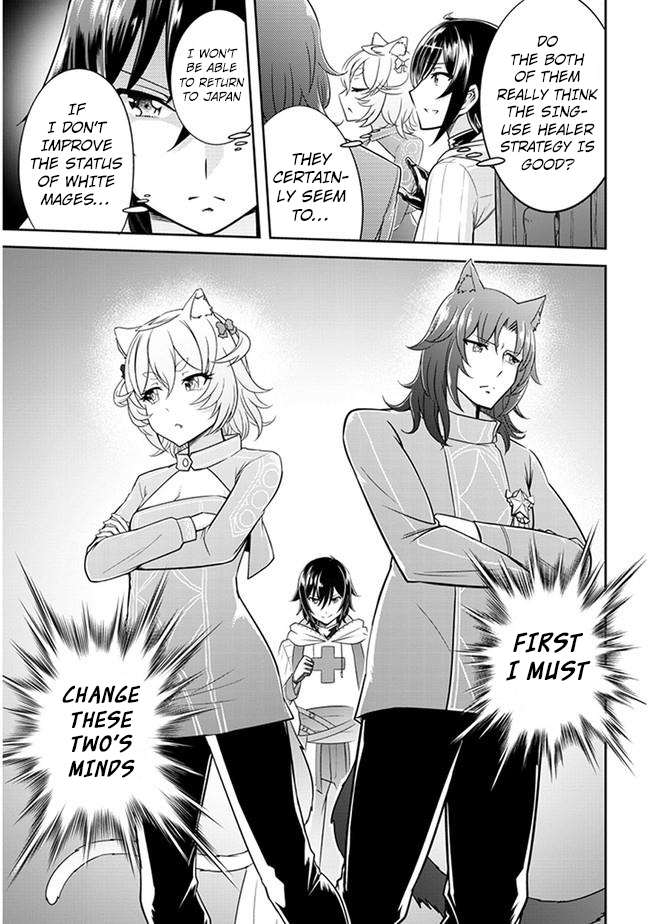 DO
THE BOTH
OF THEM
REALLY THINK
THE SING-
USE HEALER
STRATEGY IS
GOOD?
THEY
CERTAIN-
LY SEEM
TO...
I WON'T
BE ABLE
TO RETURN
TO JAPAN
IF
I DON'T
IMPROVE
THE STATUS
OF WHITE
MAGES...
FIRST
I MUST
CHANGE
THESE
TWO'S
MINDS